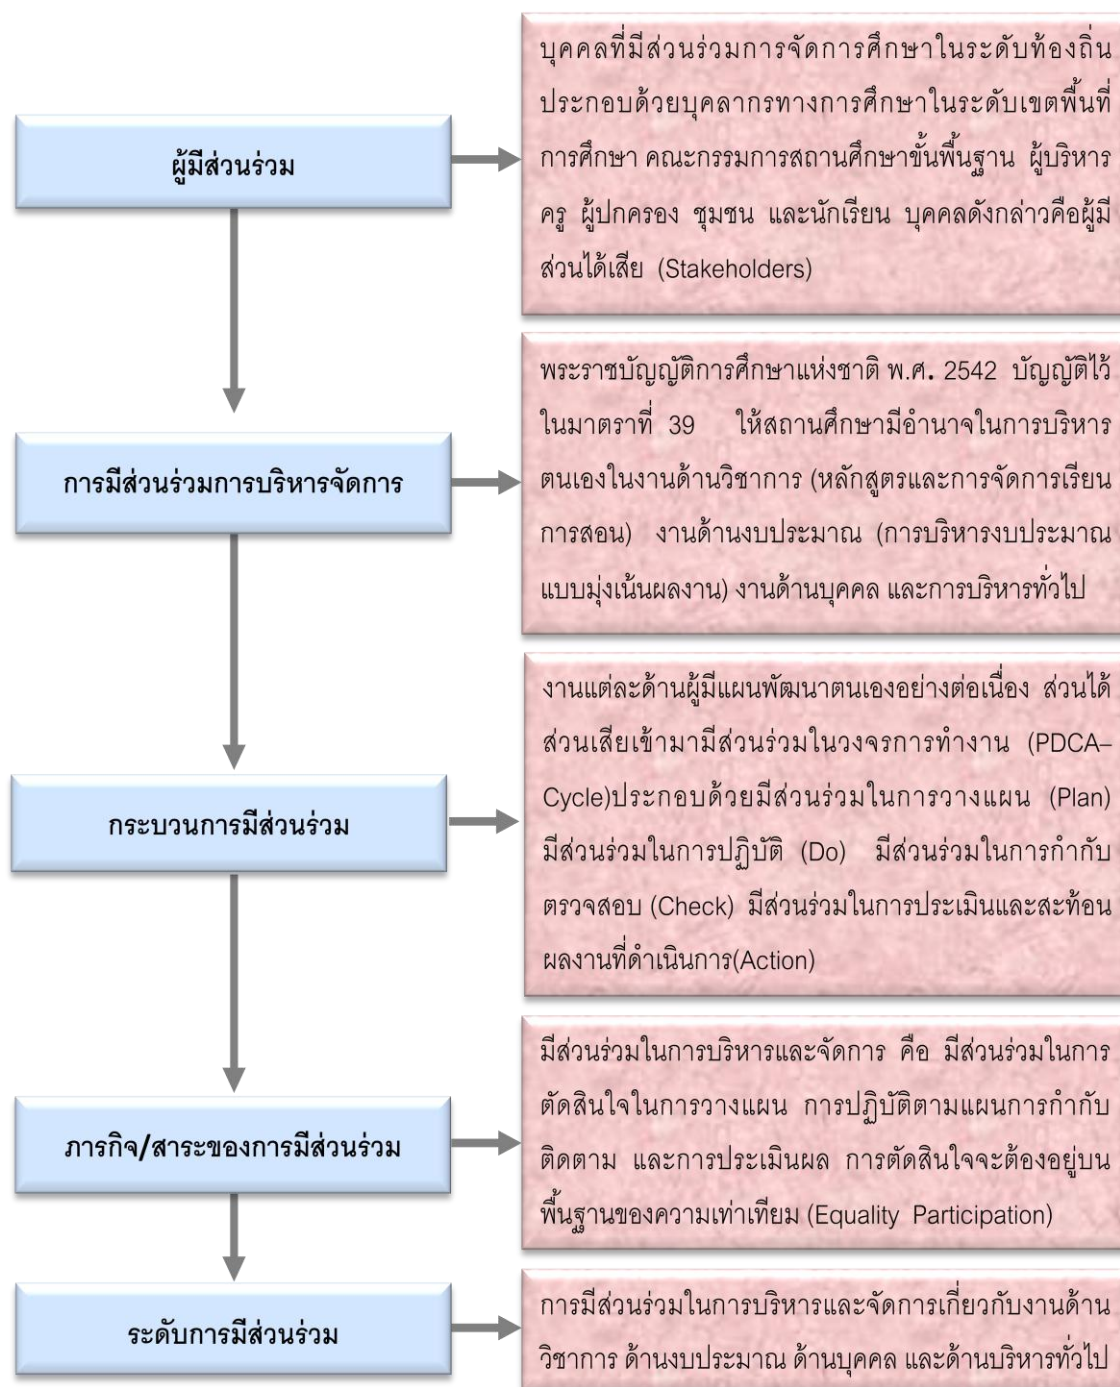 ผู้มีส่วนร่วม
บุคคลที่มีส่วนร่วมการจัดการศึกษาในระดับท้องถิ่น
ประกอบด้วยบุคลากรทางการศึกษาในระดับเขตพื้นที่
การศึกษา คณะกรรมการสถานศึกษาขั้นพื้นฐาน ผู้บริหาร
ครู ผู้ปกครอง ชุมชน และนักเรียน บุคคลดังกล่าวคือผู้มี
ส่วนได้เสีย (Stakeholders)
การมีส่วนร่วมการบริหารจัดการ
พระราชบัญญัติการศึกษาแห่งชาติ พ.ศ. 2542 บัญญัติไว้
ในมาตราที่ 39 ให้สถานศึกษามีอำนาจในการบริหาร
ตนเองในงานด้านวิชาการ (หลักสูตรและการจัดการเรียน
การสอน) งานด้านงบประมาณ (การบริหารงบประมาณ
แบบมุ่งเน้นผลงาน) งานด้านบุคคล และการบริหารทั่วไป
กระบวนการมีส่วนร่วม
งานแต่ละด้านผู้มีแผนพัฒนาตนเองอย่างต่อเนื่อง ส่วนได้
ส่วนเสียเข้ามามีส่วนร่วมในวงจรการทำงาน (PDCA–
Cycle)ประกอบด้วยมีส่วนร่วมในการวางแผน (Plan)
มีส่วนร่วมในการปฏิบัติ (Do) มีส่วนร่วมในการกำกับ
ตรวจสอบ (Check) มีส่วนร่วมในการประเมินและสะท้อน
ผลงานที่ดำเนินการ(Action)
ภารกิจ/สาระของการมีส่วนร่วม
มีส่วนร่วมในการบริหารและจัดการ คือ มีส่วนร่วมในการ
ตัดสินใจในการวางแผน การปฏิบัติตามแผนการกำกับ
ติดตาม และการประเมินผล การตัดสินใจจะต้องอยู่บน
พื้นฐานของความเท่าเทียม (Equality Participation)
ระดับการมีส่วนร่วม
การมีส่วนร่วมในการบริหารและจัดการเกี่ยวกับงานด้าน
วิชาการ ด้านงบประมาณ ด้านบุคคล และด้านบริหารทั่วไป